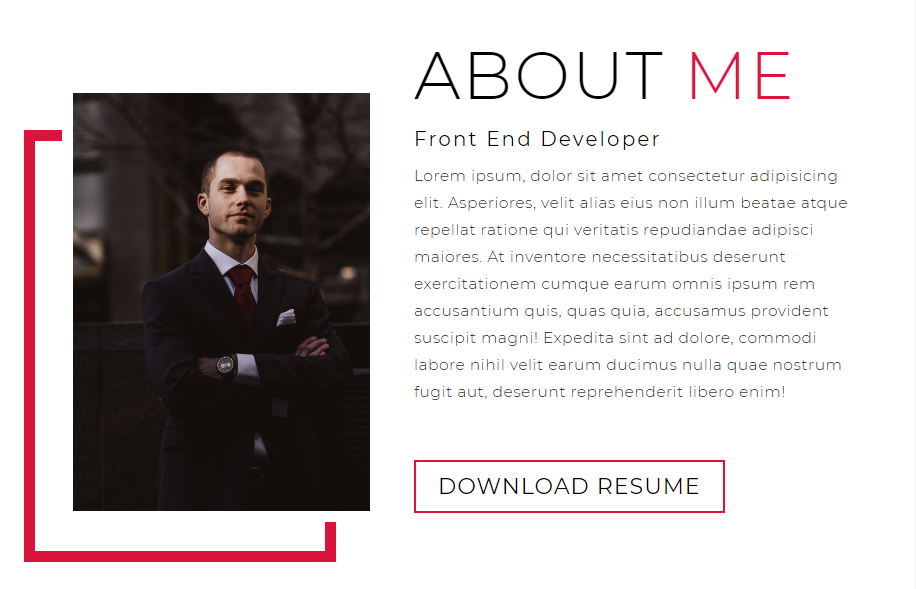 ABOUT ME
Front End Developer
Lorem ipsum, dolor sit amet consectetur adipisicing
elit. Asperiores, velit alias eius non illum beatae atque
repellat ratione qui veritatis repudiandae adipisci
maiores. At inventore necessitatibus deserunt
exercitationem cumque earum omnis ipsum rem
accusantium quis, quas quia, accusamus provident
suscipit magni! Expedita sint ad dolore, commodi
labore nihil velit earum ducimus nulla quae nostrum
fugit aut, deserunt reprehenderit libero enim!
DOWNLOAD RESUME